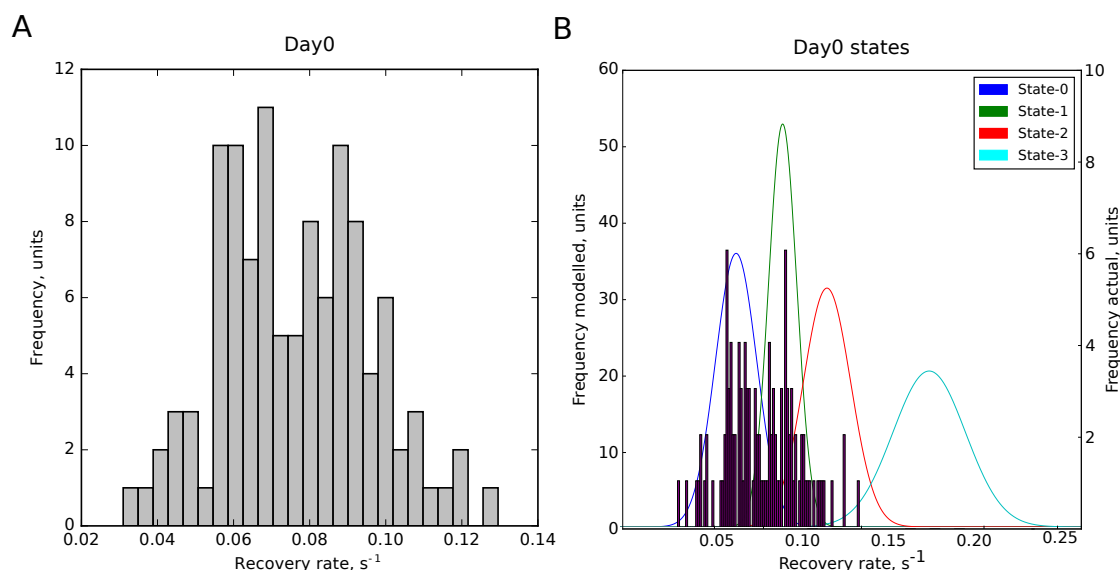 A
Day0
Frequency, units
12
10
8
6
4
2
0
0.02
0.04
0.06
0.08
0.10
0.12
0.14
Recovery rate, s-1
B
Day0 states
Frequency modelled, units
60
50
40
30
20
10
0
State-0
State-1
State-2
State-3
10
8
6
4
2
Frequency actual, units
0.05
0.10
0.15
0.20
0.25
Recovery rate, s-1